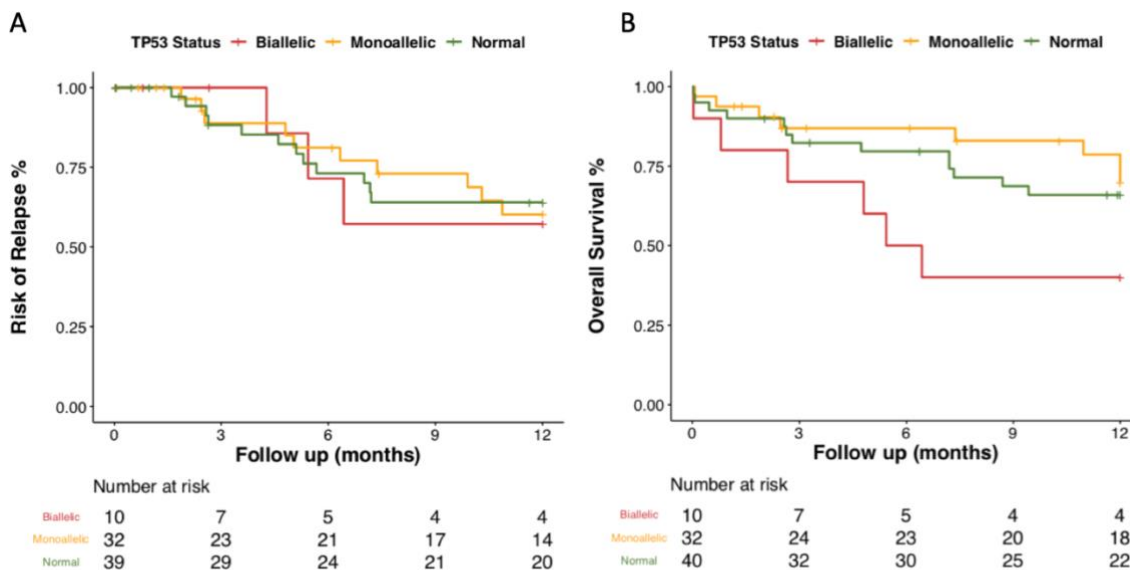 A
TP53 Status Biallelic Monoallelic Normal
1.00
0.75
0.50
0.25
0.00
Risk of Relapse %
0 3 6 9 12
Follow up (months)
Number at risk
Biallelic 10 7 5 4 4
Monoallelic 32 23 21 17 14
Normal 39 29 24 21 20
B
TP53 Status Biallelic Monoallelic Normal
1.00
0.75
0.50
0.25
0.00
Overall Survival %
0 3 6 9 12
Follow up (months)
Number at risk
Biallelic 10 7 5 4 4
Monoallelic 32 24 23 20 18
Normal 40 32 30 25 22